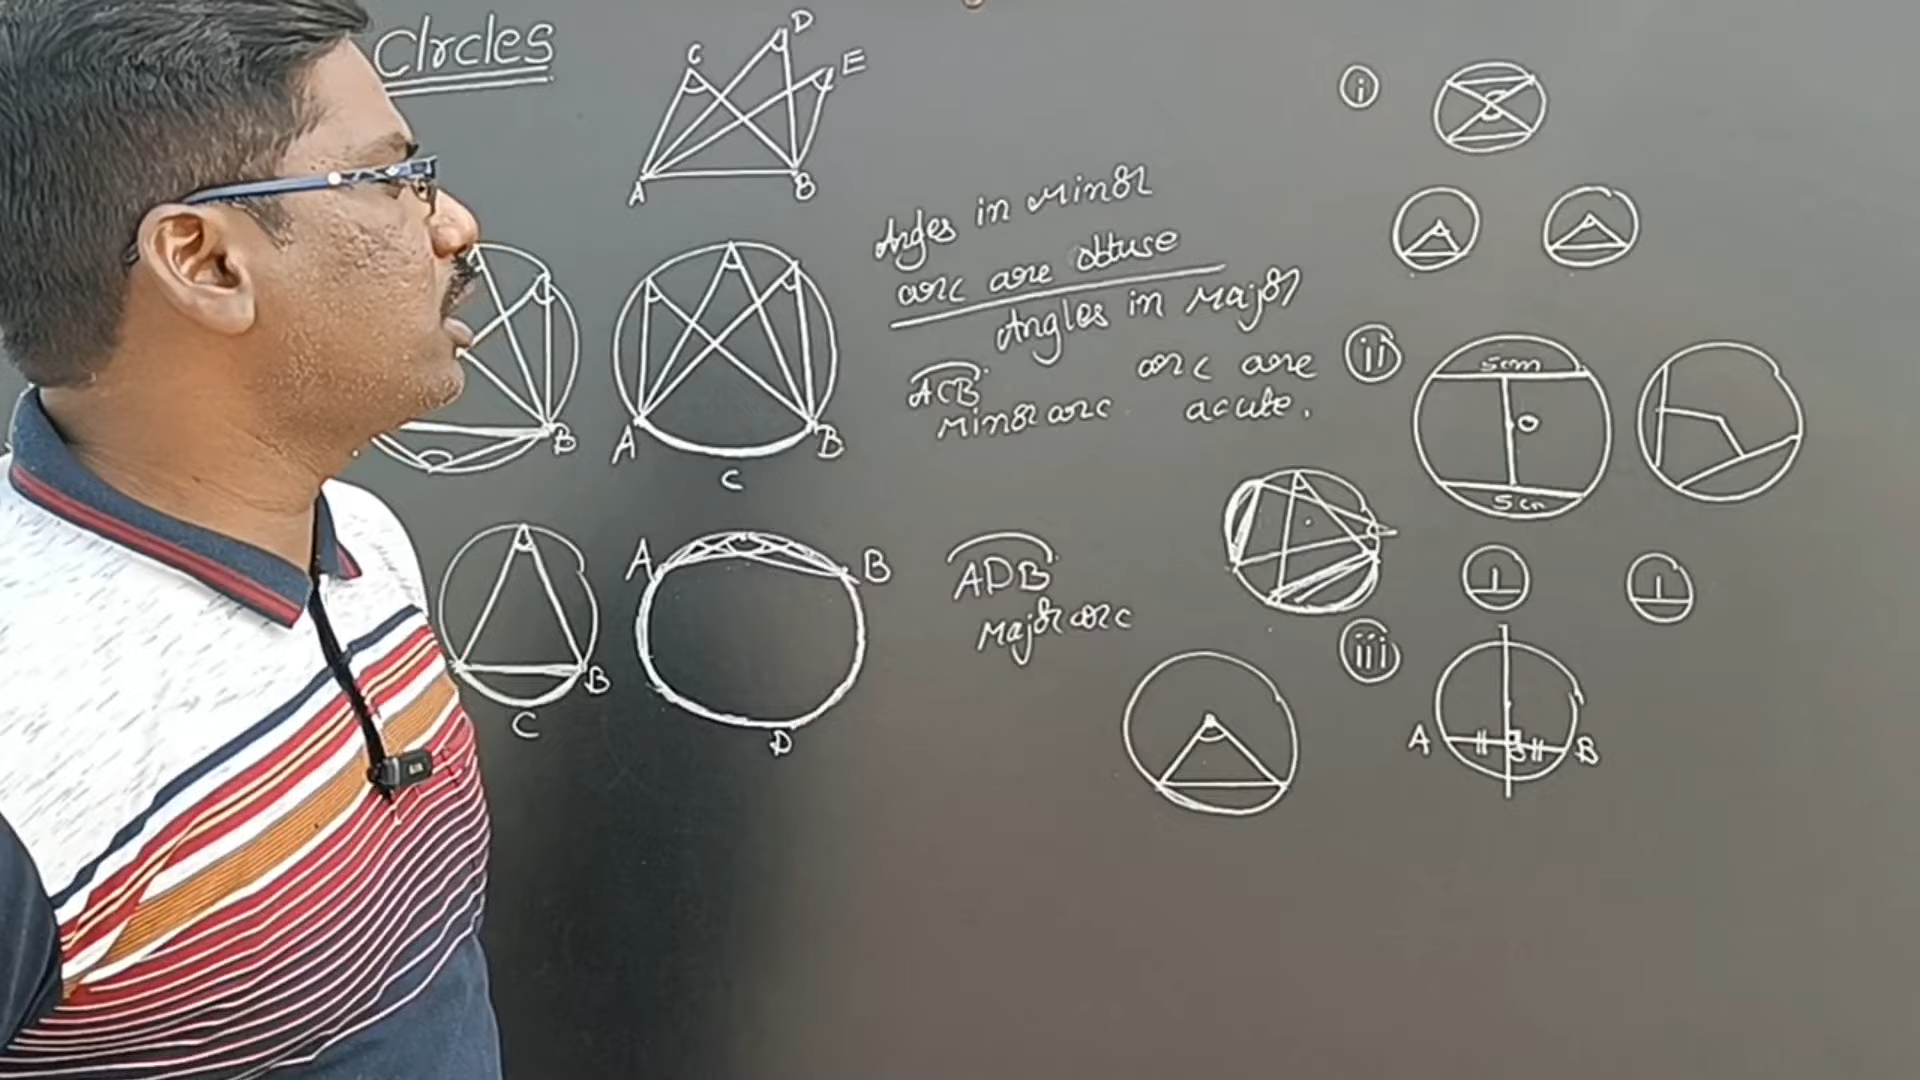 Circles
C
D
E
A
B
Angles in Minor
arc are obtuse
Angles in Major
arc are
acute.
ACB
Minor arc
B
A
B
C
A
B
D
B
C
ADB
Major arc
i
ii
5cm
O
5cm
iii
A
B